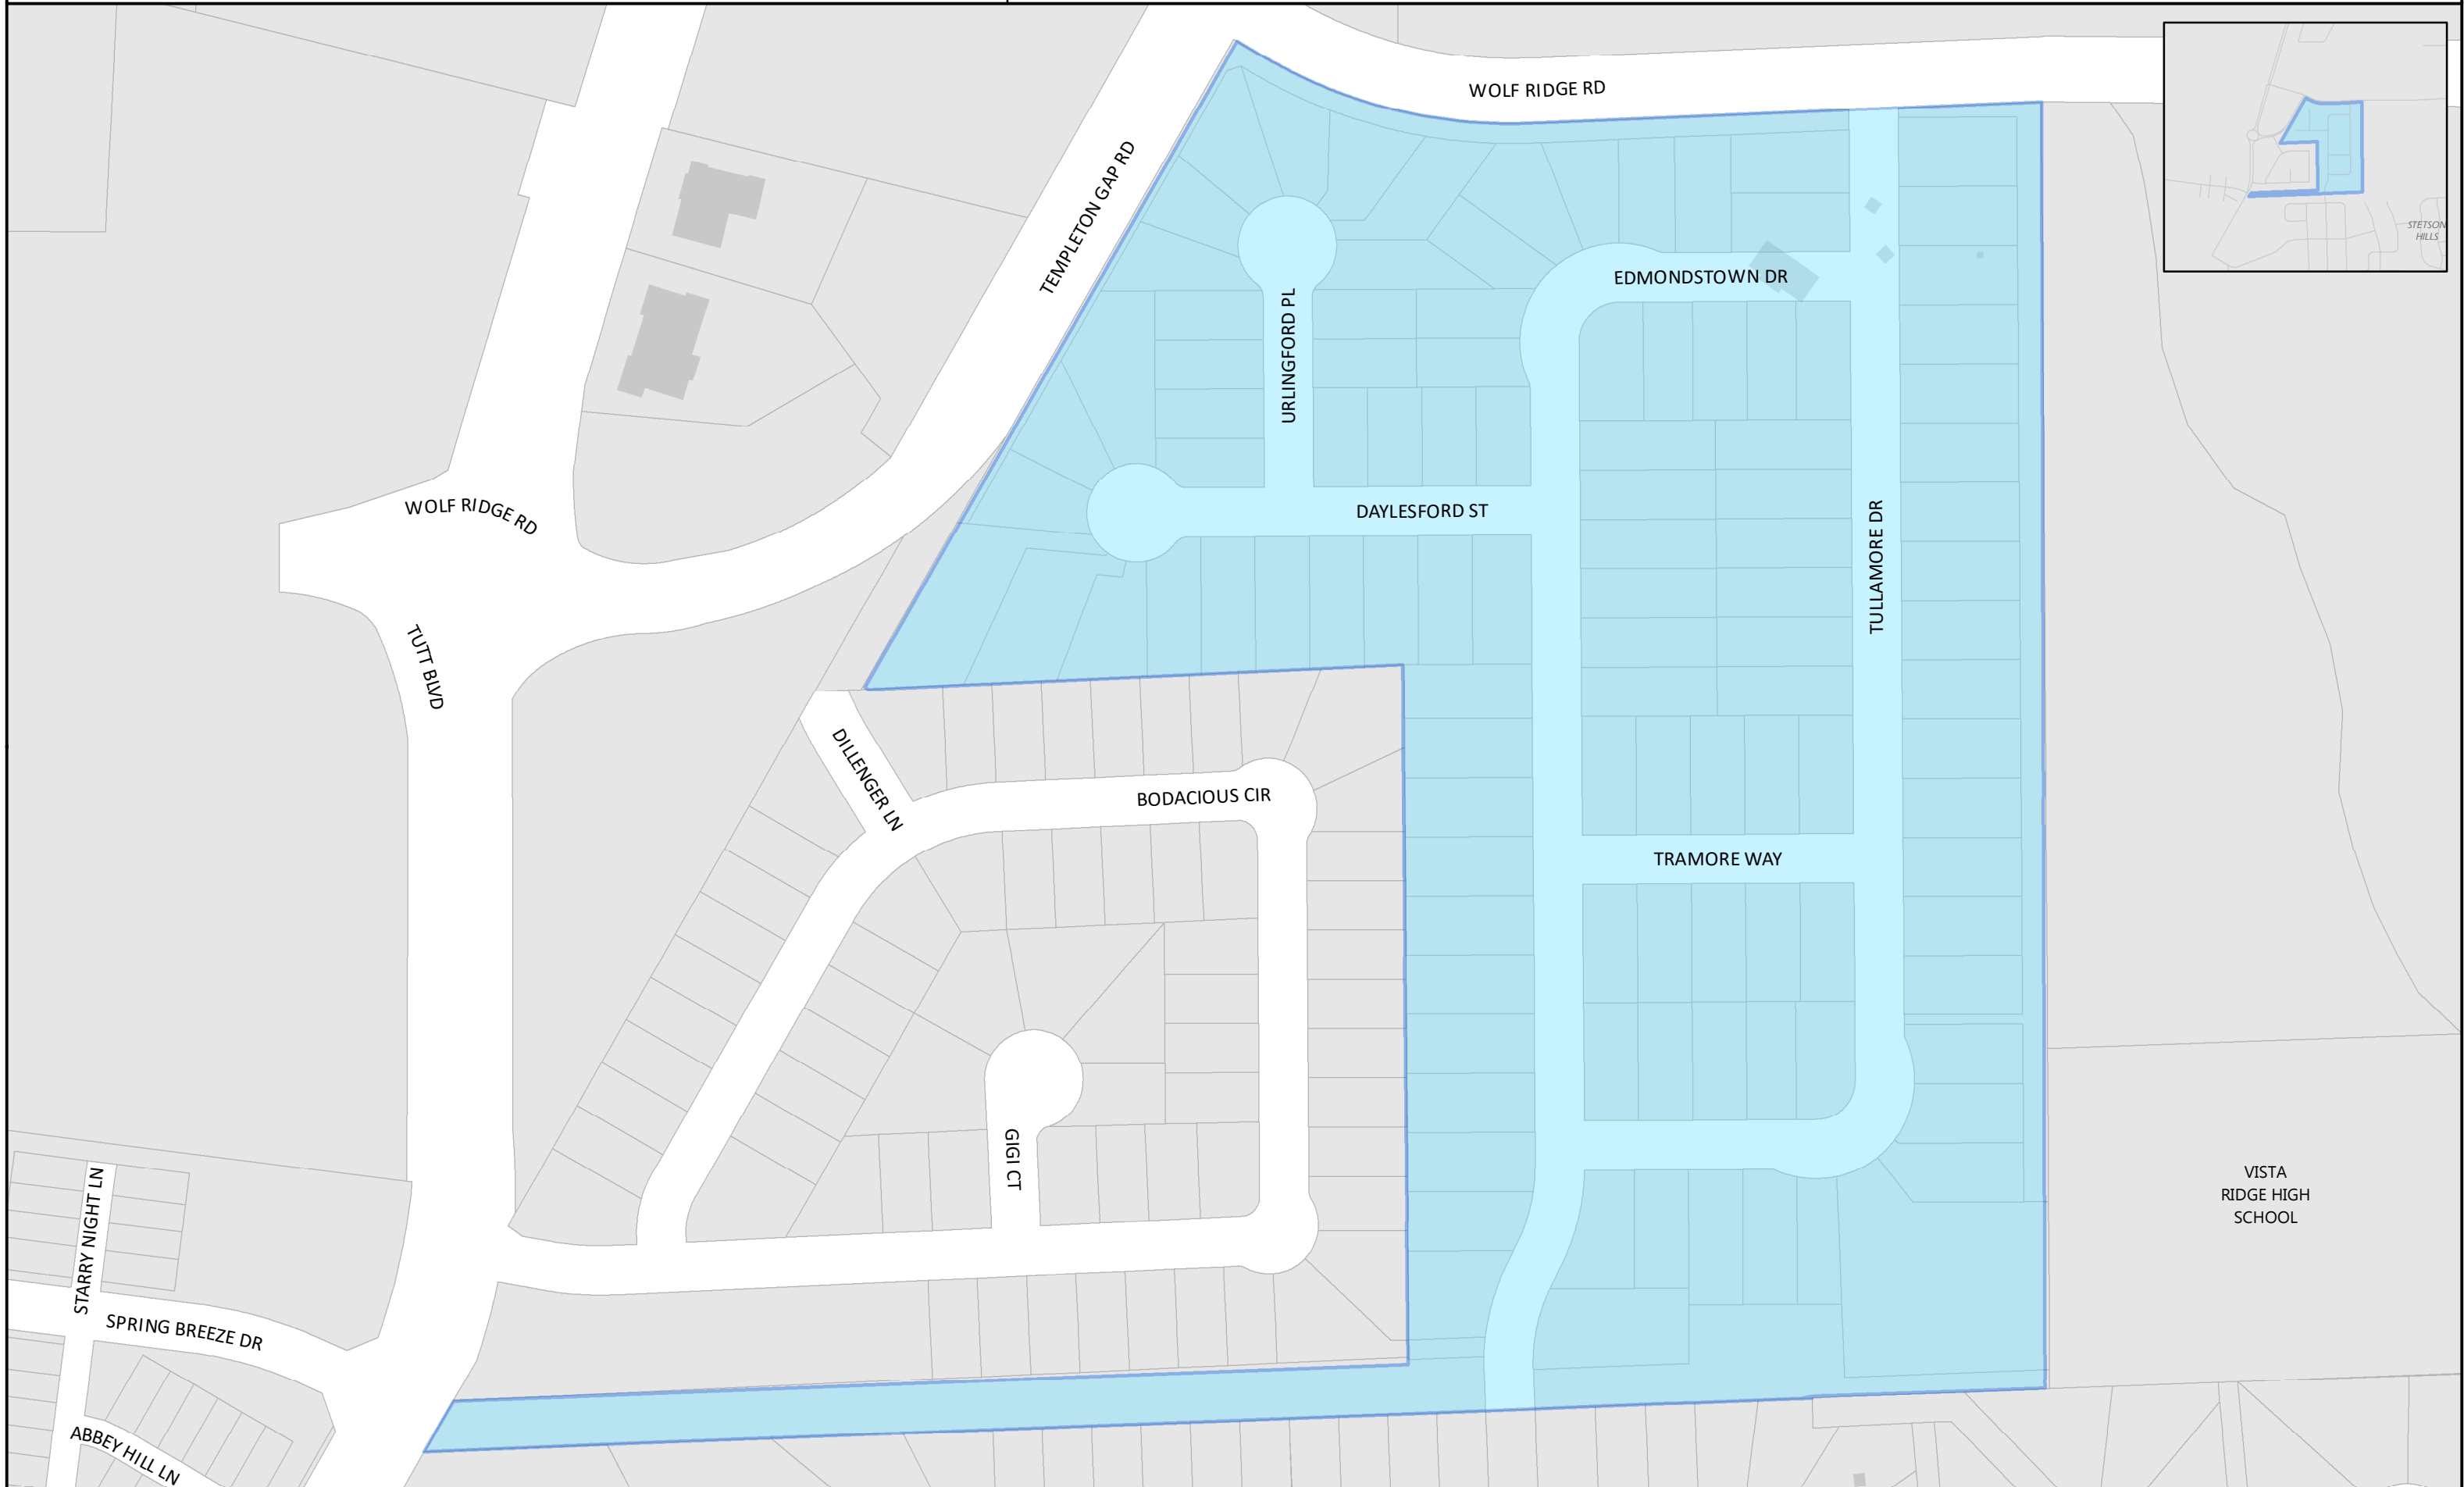 WOLF RIDGE RD
TEMPLETON GAP RD
STETSON
HILLS
EDMONDSTOWN DR
URLINGFORD PL
WOLF RIDGE RD
DAYLESFORD ST
TULLAMORE DR
TUTT BLVD
DILLENGER LN
BODACIOUS CIR
TRAMORE WAY
GIGI CT
VISTA
RIDGE HIGH
SCHOOL
STARRY NIGHT LN
SPRING BREEZE DR
ABBEY HILL LN